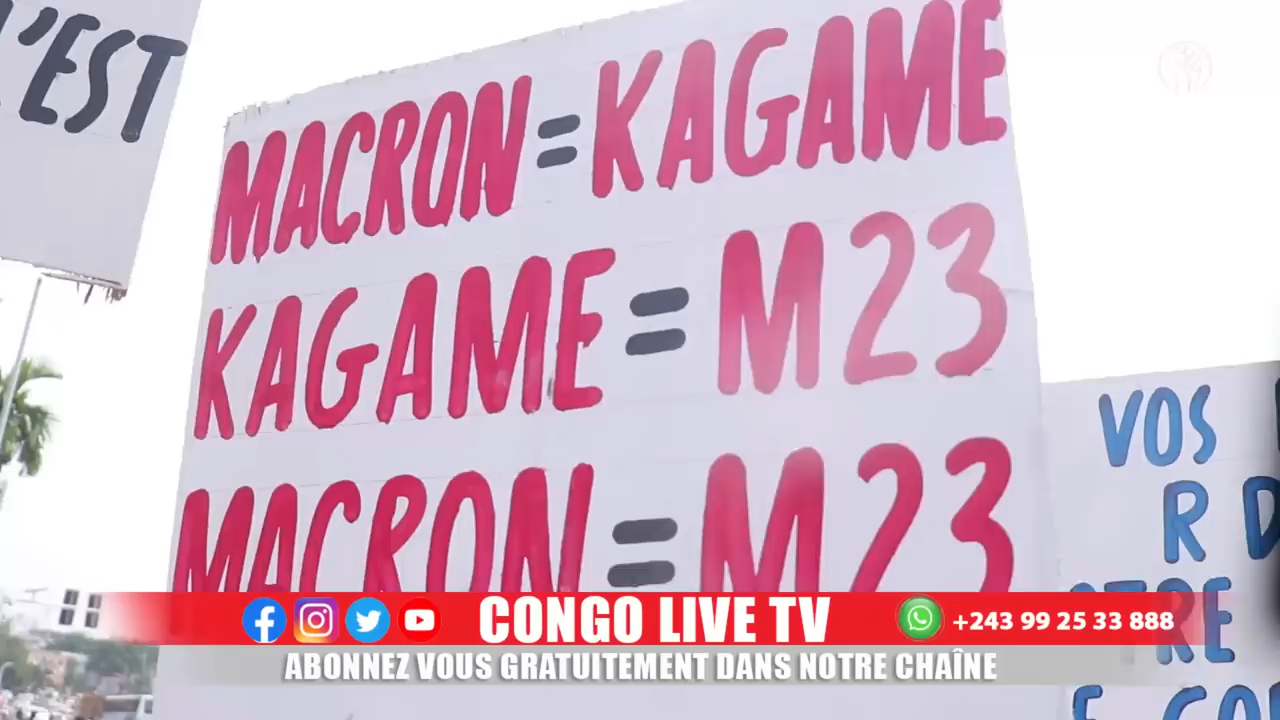 'EST
MACRON=KAGAME
KAGAME=M23
MACRON=M23
VOS
R D
TRE
CONGO LIVE TV
+243 99 25 33 888
ABONNEZ VOUS GRATUITEMENT DANS NOTRE CHAÎNE